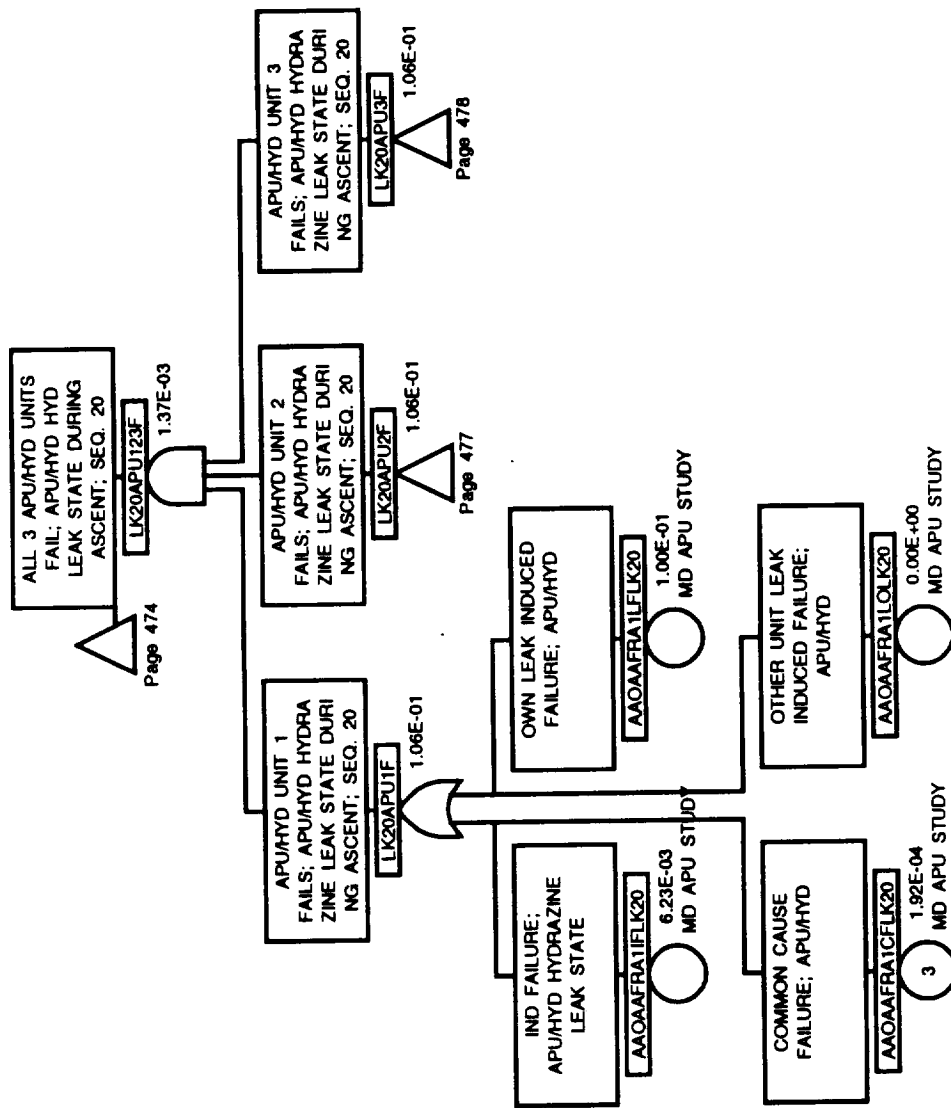 ALL 3 APU/HYD UNITS
FAIL; APU/HYD HYD
LEAK STATE DURING
ASCENT; SEQ. 20
LK20APU123F
1.37E-03
Page 474
APU/HYD UNIT 1
FAILS; APU/HYD HYDRA
ZINE LEAK STATE DURI
NG ASCENT; SEQ. 20
LK20APU1F
1.06E-01
APU/HYD UNIT 2
FAILS; APU/HYD HYDRA
ZINE LEAK STATE DURI
NG ASCENT; SEQ. 20
LK20APU2F
1.06E-01
Page 477
APU/HYD UNIT 3
FAILS; APU/HYD HYDRA
ZINE LEAK STATE DURI
NG ASCENT; SEQ. 20
LK20APU3F
1.06E-01
Page 478
IND FAILURE;
APU/HYD HYDRAZINE
LEAK STATE
AAOAAFRA1IFLK20
6.23E-03
MD APU STUDY
OWN LEAK INDUCED
FAILURE; APU/HYD
AAOAAFRA1LFLK20
1.00E-01
MD APU STUDY
COMMON CAUSE
FAILURE; APU/HYD
AAOAAFRA1CFLK20
3
1.92E-04
MD APU STUDY
OTHER UNIT LEAK
INDUCED FAILURE;
APU/HYD
AAOAAFRA1LOLK20
0.00E+00
MD APU STUDY